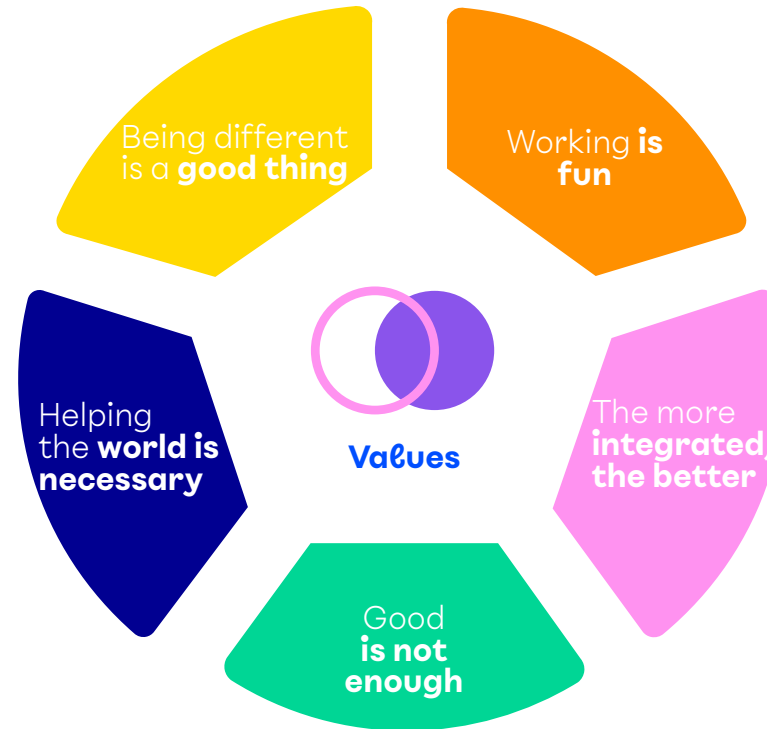 Being different
is a good thing
Working is
fun
Helping
the world is
necessary
Values
The more
integrated,
the better
Good
is not
enough